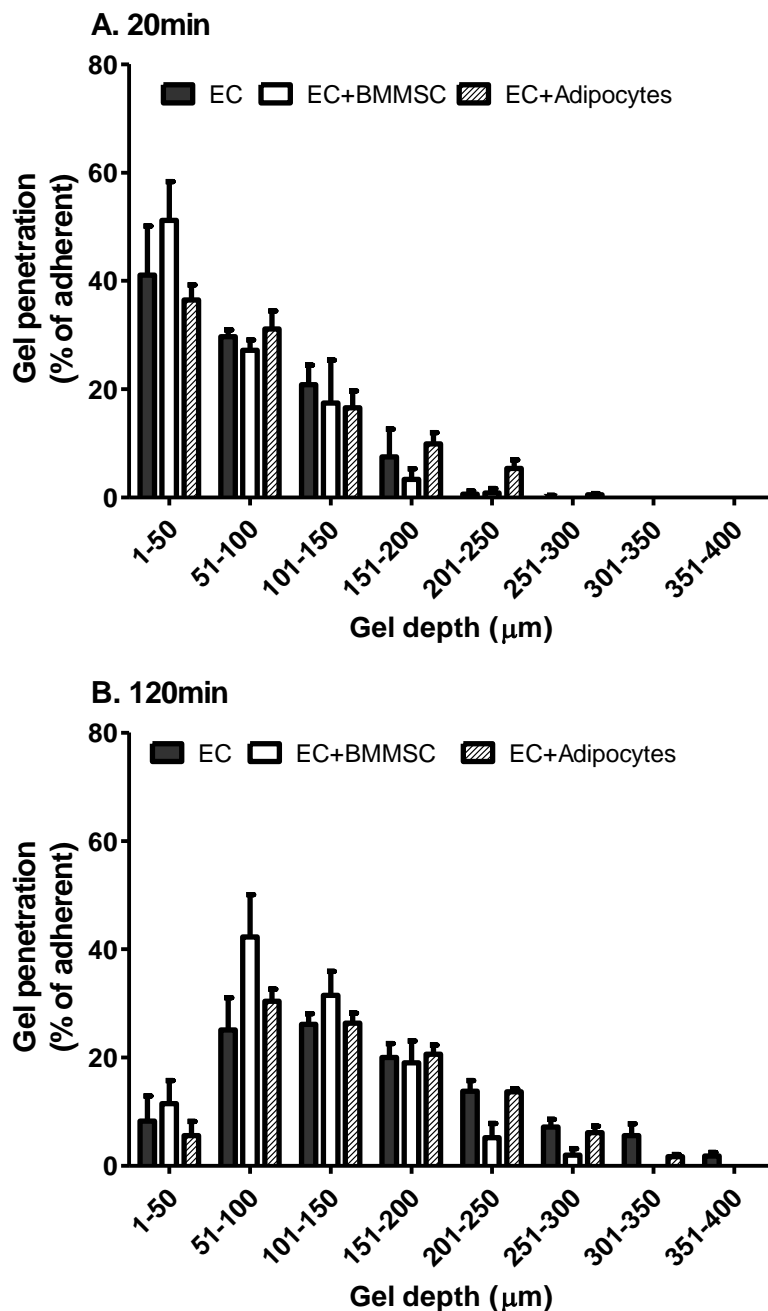 A. 20min
80
60
40
20
0
EC EC+BMMSC EC+Adipocytes
Gel penetration
(% of adherent)
1-50 51-100 101-150 151-200 201-250 251-300 301-350 351-400
Gel depth (μm)
B. 120min
80
60
40
20
0
EC EC+BMMSC EC+Adipocytes
Gel penetration
(% of adherent)
1-50 51-100 101-150 151-200 201-250 251-300 301-350 351-400
Gel depth (μm)